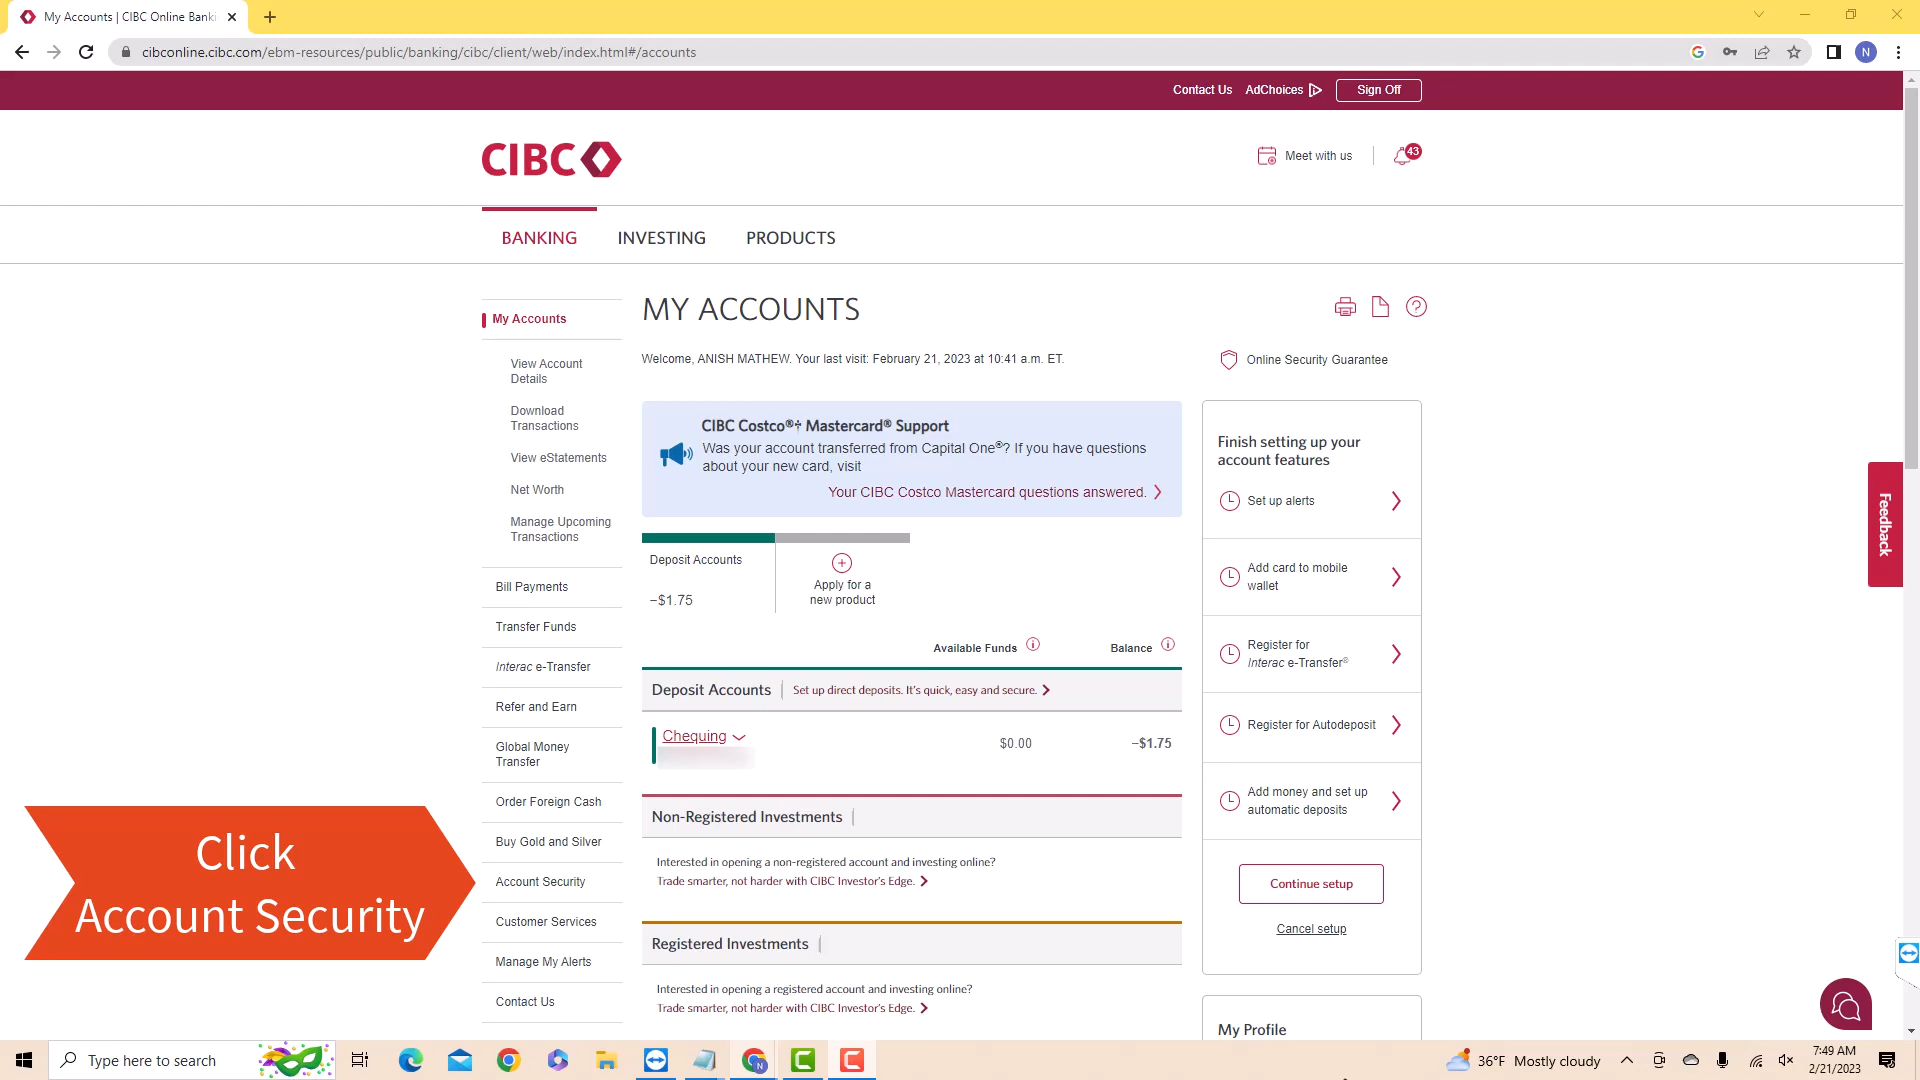 My Accounts | CIBC Online Banki
cibconline.cibc.com/ebm-resources/public/banking/cibc/client/web/index.html#/accounts
N
Contact Us AdChoices Sign Off
CIBC
Meet with us 43
BANKING INVESTING PRODUCTS
My Accounts
View Account
Details
Download
Transactions
View eStatements
Net Worth
Manage Upcoming
Transactions
Bill Payments
Transfer Funds
Interac e-Transfer
Refer and Earn
Global Money
Transfer
Order Foreign Cash
Buy Gold and Silver
Account Security
Customer Services
Manage My Alerts
Contact Us
Click
Account Security
MY ACCOUNTS
Welcome, ANISH MATHEW. Your last visit: February 21, 2023 at 10:41 a.m. ET.
CIBC Costco®† Mastercard® Support
Was your account transferred from Capital One®? If you have questions
about your new card, visit
Your CIBC Costco Mastercard questions answered.
Deposit Accounts
−$1.75
Apply for a
new product
Available Funds Balance
Deposit Accounts Set up direct deposits. It's quick, easy and secure.
Chequing $0.00 −$1.75
Non-Registered Investments
Interested in opening a non-registered account and investing online?
Trade smarter, not harder with CIBC Investor's Edge.
Registered Investments
Interested in opening a registered account and investing online?
Trade smarter, not harder with CIBC Investor's Edge.
Online Security Guarantee
Finish setting up your
account features
Set up alerts
Add card to mobile
wallet
Register for
Interac e-Transfer®
Register for Autodeposit
Add money and set up
automatic deposits
Continue setup
Cancel setup
My Profile
Feedback
Type here to search
N
36°F Mostly cloudy
7:49 AM
2/21/2023